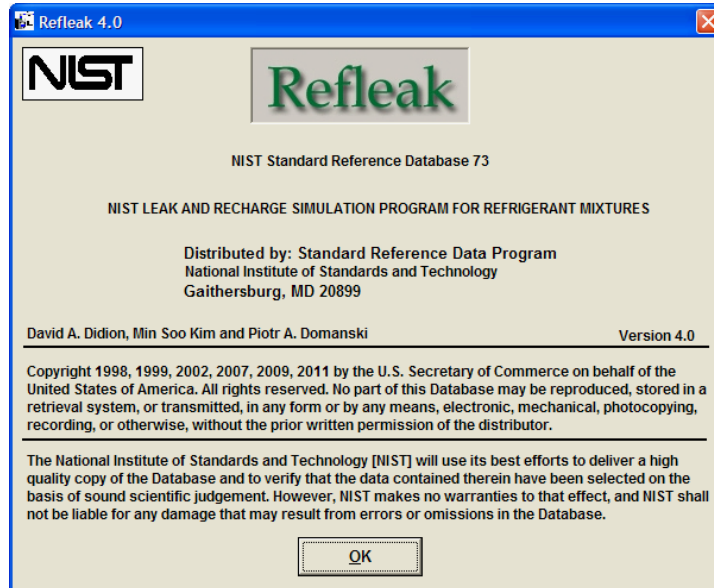 Refleak 4.0
NIST
Refleak
NIST Standard Reference Database 73
NIST LEAK AND RECHARGE SIMULATION PROGRAM FOR REFRIGERANT MIXTURES
Distributed by: Standard Reference Data Program
National Institute of Standards and Technology
Gaithersburg, MD 20899
David A. Didion, Min Soo Kim and Piotr A. Domanski
Version 4.0
Copyright 1998, 1999, 2002, 2007, 2009, 2011 by the U.S. Secretary of Commerce on behalf of the
United States of America. All rights reserved. No part of this Database may be reproduced, stored in a
retrieval system, or transmitted, in any form or by any means, electronic, mechanical, photocopying,
recording, or otherwise, without the prior written permission of the distributor.
The National Institute of Standards and Technology [NIST] will use its best efforts to deliver a high
quality copy of the Database and to verify that the data contained therein have been selected on the
basis of sound scientific judgement. However, NIST makes no warranties to that effect, and NIST shall
not be liable for any damage that may result from errors or omissions in the Database.
OK